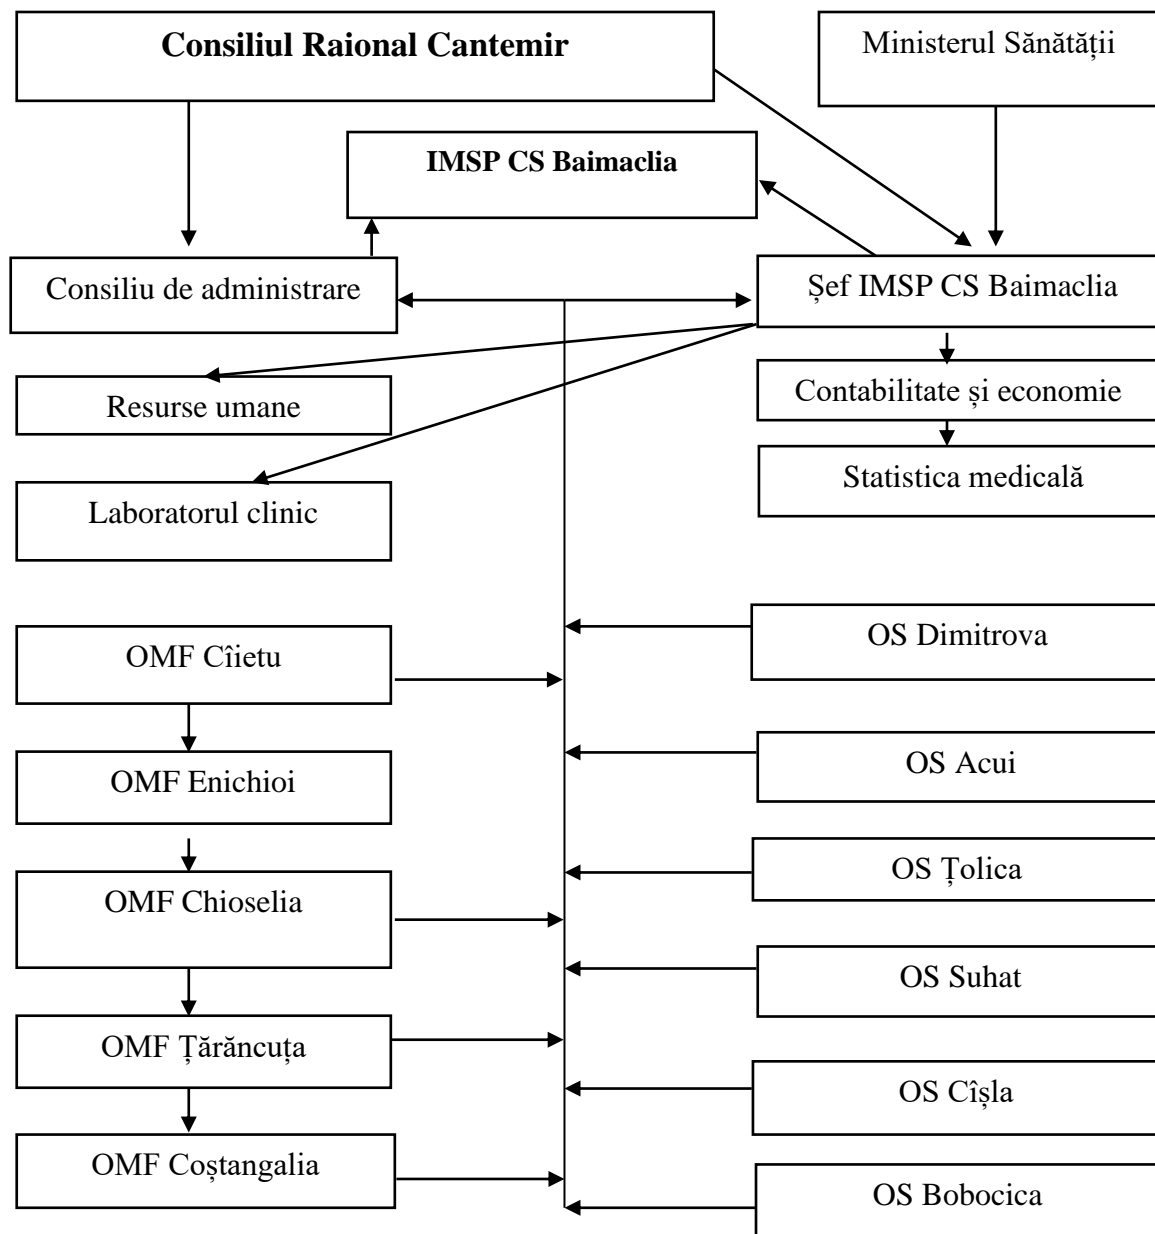 Consiliul Raional Cantemir
Ministerul Sănătății
IMSP CS Baimaclia
Consiliu de administrare
Șef IMSP CS Baimaclia
Resurse umane
Contabilitate și economie
Laboratorul clinic
Statistica medicală
OMF Cîietu
OS Dimitrova
OMF Enichioi
OS Acui
OMF Chioselia
OS Țolica
OS Suhat
OMF Țărăncuța
OS Cîșla
OMF Coștangalia
OS Bobocica